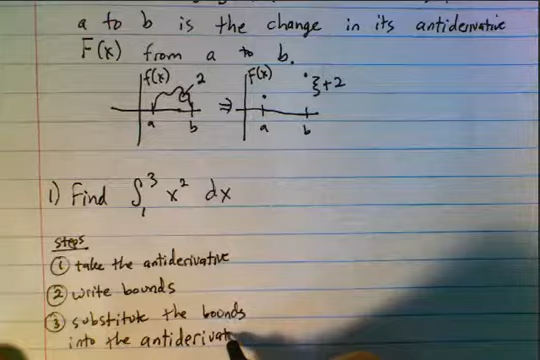 a to b is the change in its antiderivative
F(x) from a to b.
f(x) 2 ⇒ F(x) } +2
a b a b
1) Find ∫₁³ x² dx
steps
① take the antiderivative
② write bounds
③ substitute the bounds
into the antiderivat